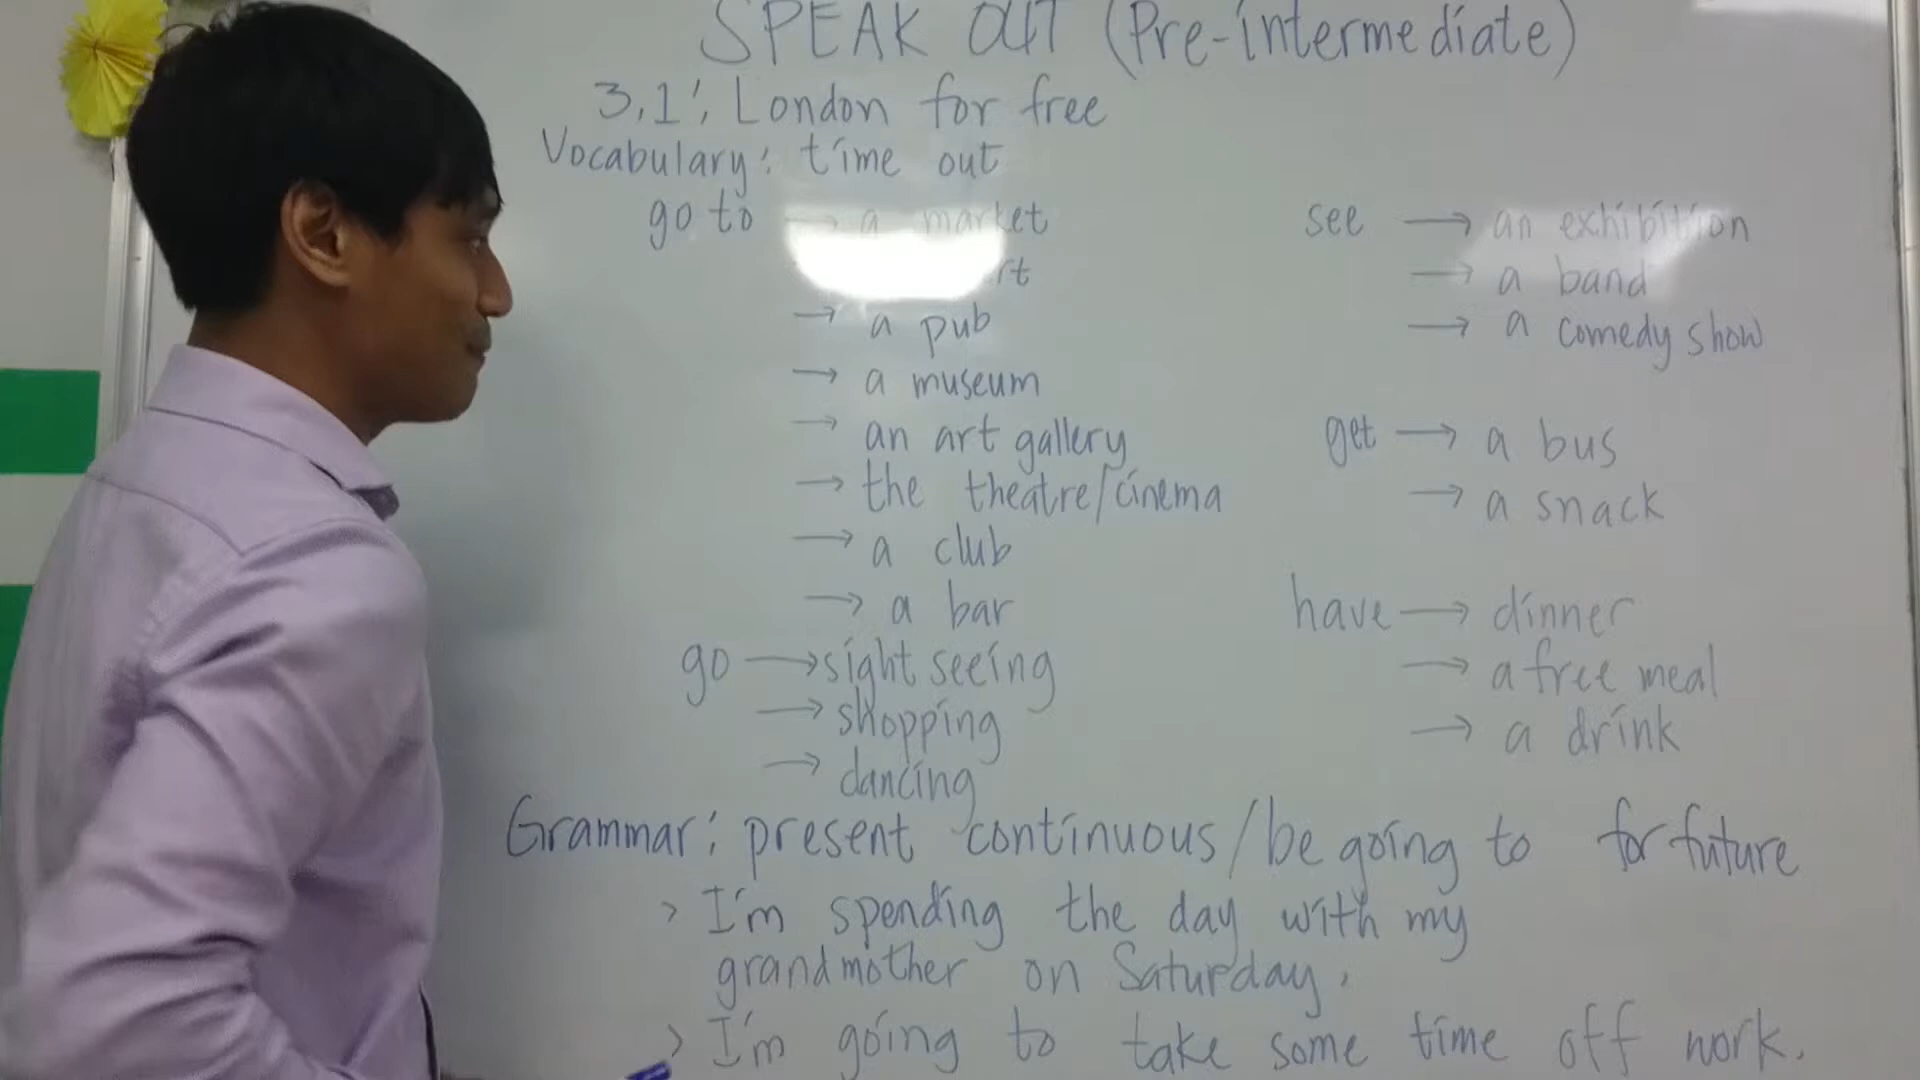 SPEAK OUT (Pre-intermediate)
3.1: London for free
Vocabulary: time out
go to → a market
→ a pub
→ a museum
→ an art gallery
→ the theatre/cinema
→ a club
→ a bar
go → sight seeing
→ shopping
→ dancing
see → an exhibition
→ a band
→ a comedy show
get → a bus
→ a snack
have → dinner
→ a free meal
→ a drink
Grammar: present continuous/be going to for future
> I'm spending the day with my
grandmother on Saturday.
> I'm going to take some time off work.